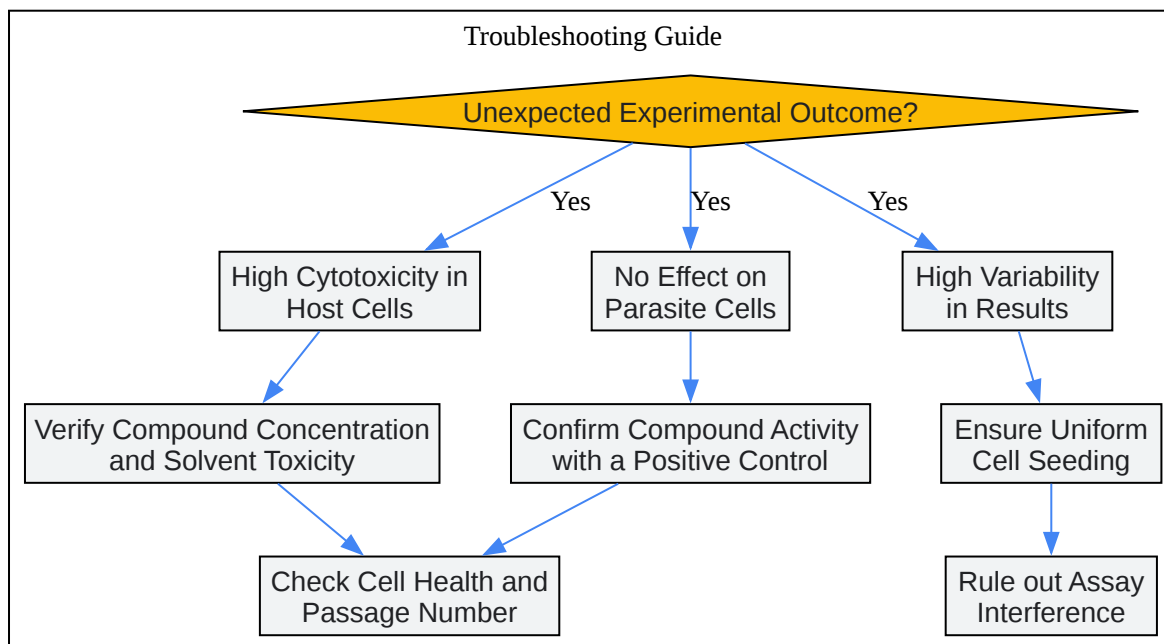 Troubleshooting Guide
Unexpected Experimental Outcome?
Yes
Yes
Yes
High Cytotoxicity in
Host Cells
No Effect on
Parasite Cells
High Variability
in Results
Verify Compound Concentration
and Solvent Toxicity
Confirm Compound Activity
with a Positive Control
Ensure Uniform
Cell Seeding
Check Cell Health and
Passage Number
Rule out Assay
Interference